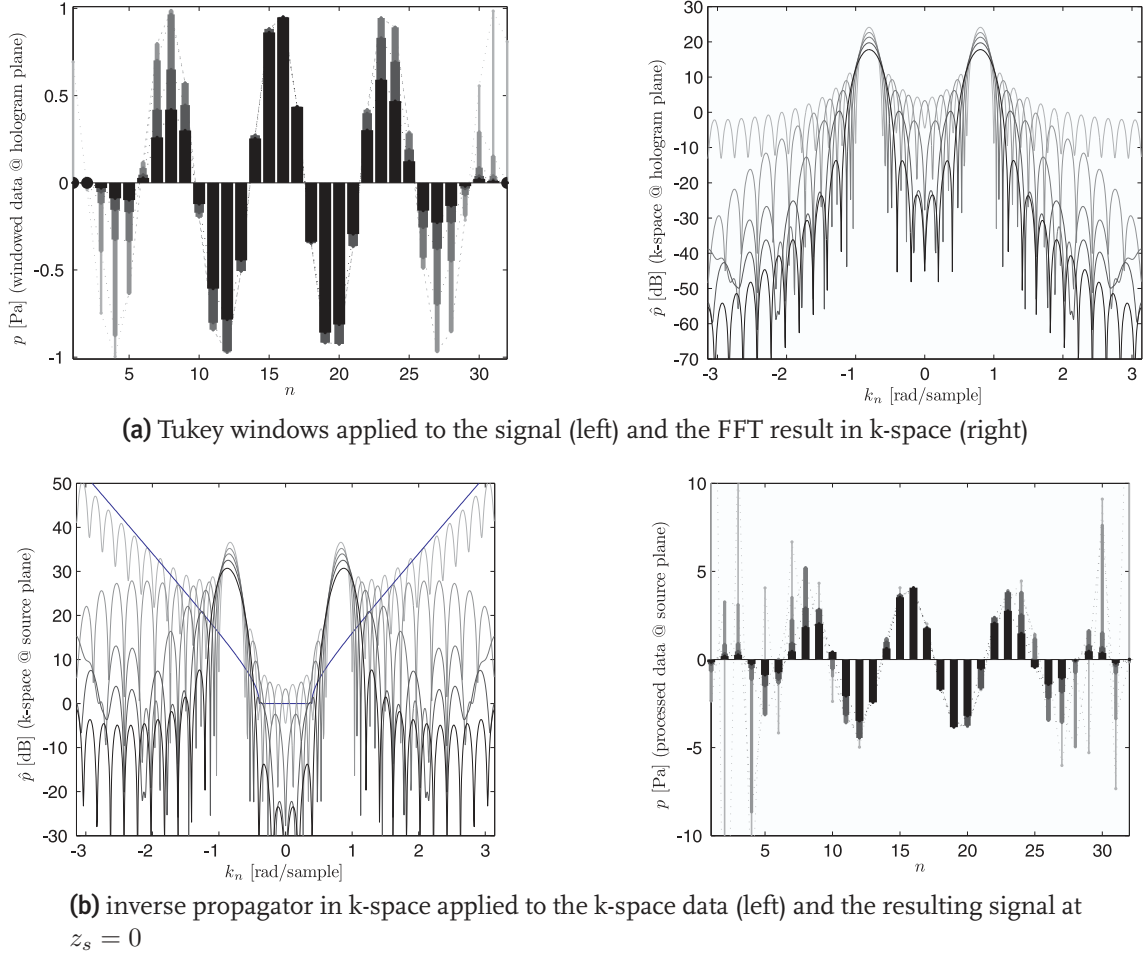 1
0.5
0
-0.5
-1
5 10 15 20 25 30
n
p [Pa] (windowed data @ hologram plane)
30
20
10
0
-10
-20
-30
-40
-50
-60
-70
-3 -2 -1 0 1 2 3
k_n [rad/sample]
p̂ [dB] (k-space @ hologram plane)
(a) Tukey windows applied to the signal (left) and the FFT result in k-space (right)
50
40
30
20
10
0
-10
-20
-30
-3 -2 -1 0 1 2 3
k_n [rad/sample]
p̂ [dB] (k-space @ source plane)
10
5
0
-5
-10
5 10 15 20 25 30
n
p [Pa] (processed data @ source plane)
(b) inverse propagator in k-space applied to the k-space data (left) and the resulting signal at
z_s = 0